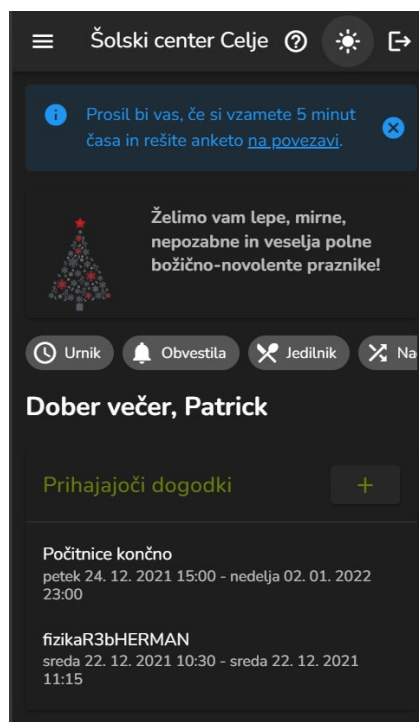 Šolski center Celje
Prosil bi vas, če si vzamete 5 minut
časa in rešite anketo na povezavi.
Želimo vam lepe, mirne,
nepozabne in veselja polne
božično-novolente praznike!
Urnik Obvestila Jedilnik Na
Dober večer, Patrick
Prihajajoči dogodki +
Počitnice končno
petek 24. 12. 2021 15:00 - nedelja 02. 01. 2022
23:00
fizikaR3bHERMAN
sreda 22. 12. 2021 10:30 - sreda 22. 12. 2021
11:15